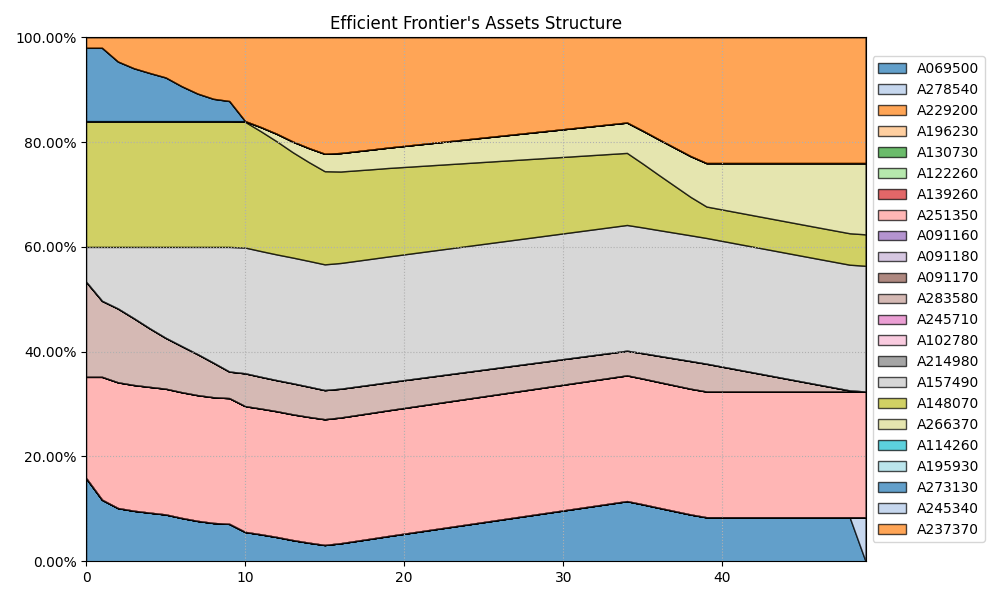 Efficient Frontier's Assets Structure
100.00%
80.00%
60.00%
40.00%
20.00%
0.00%
0
10
20
30
40
A069500
A278540
A229200
A196230
A130730
A122260
A139260
A251350
A091160
A091180
A091170
A283580
A245710
A102780
A214980
A157490
A148070
A266370
A114260
A195930
A273130
A245340
A237370